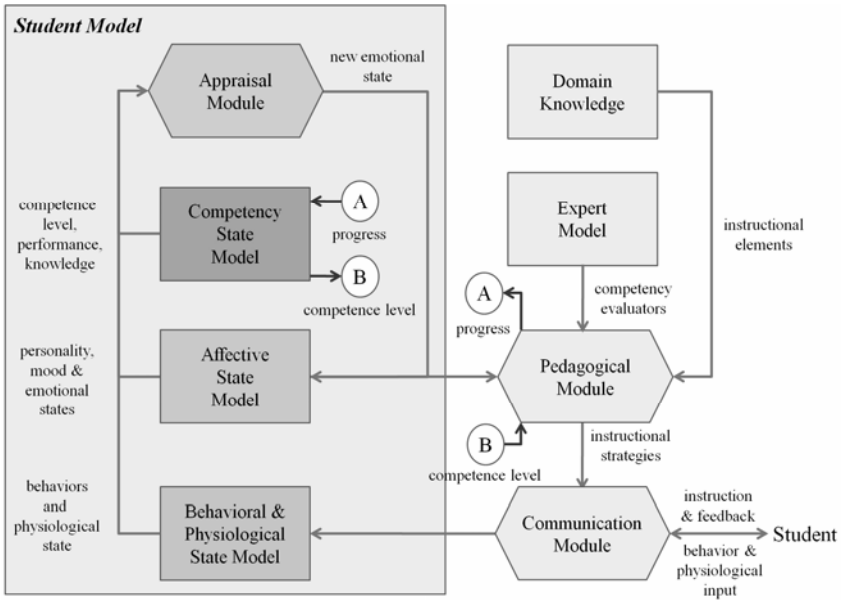 Student Model
Appraisal
Module
new emotional
state
Domain
Knowledge
competence
level,
performance,
knowledge
Competency
State
Model
A
progress
B
competence level
Expert
Model
instructional
elements
competency
evaluators
A
progress
personality,
mood &
emotional
states
Affective
State
Model
Pedagogical
Module
B
competence level
instructional
strategies
behaviors
and
physiological
state
Behavioral &
Physiological
State Model
Communication
Module
instruction
& feedback
Student
behavior &
physiological
input